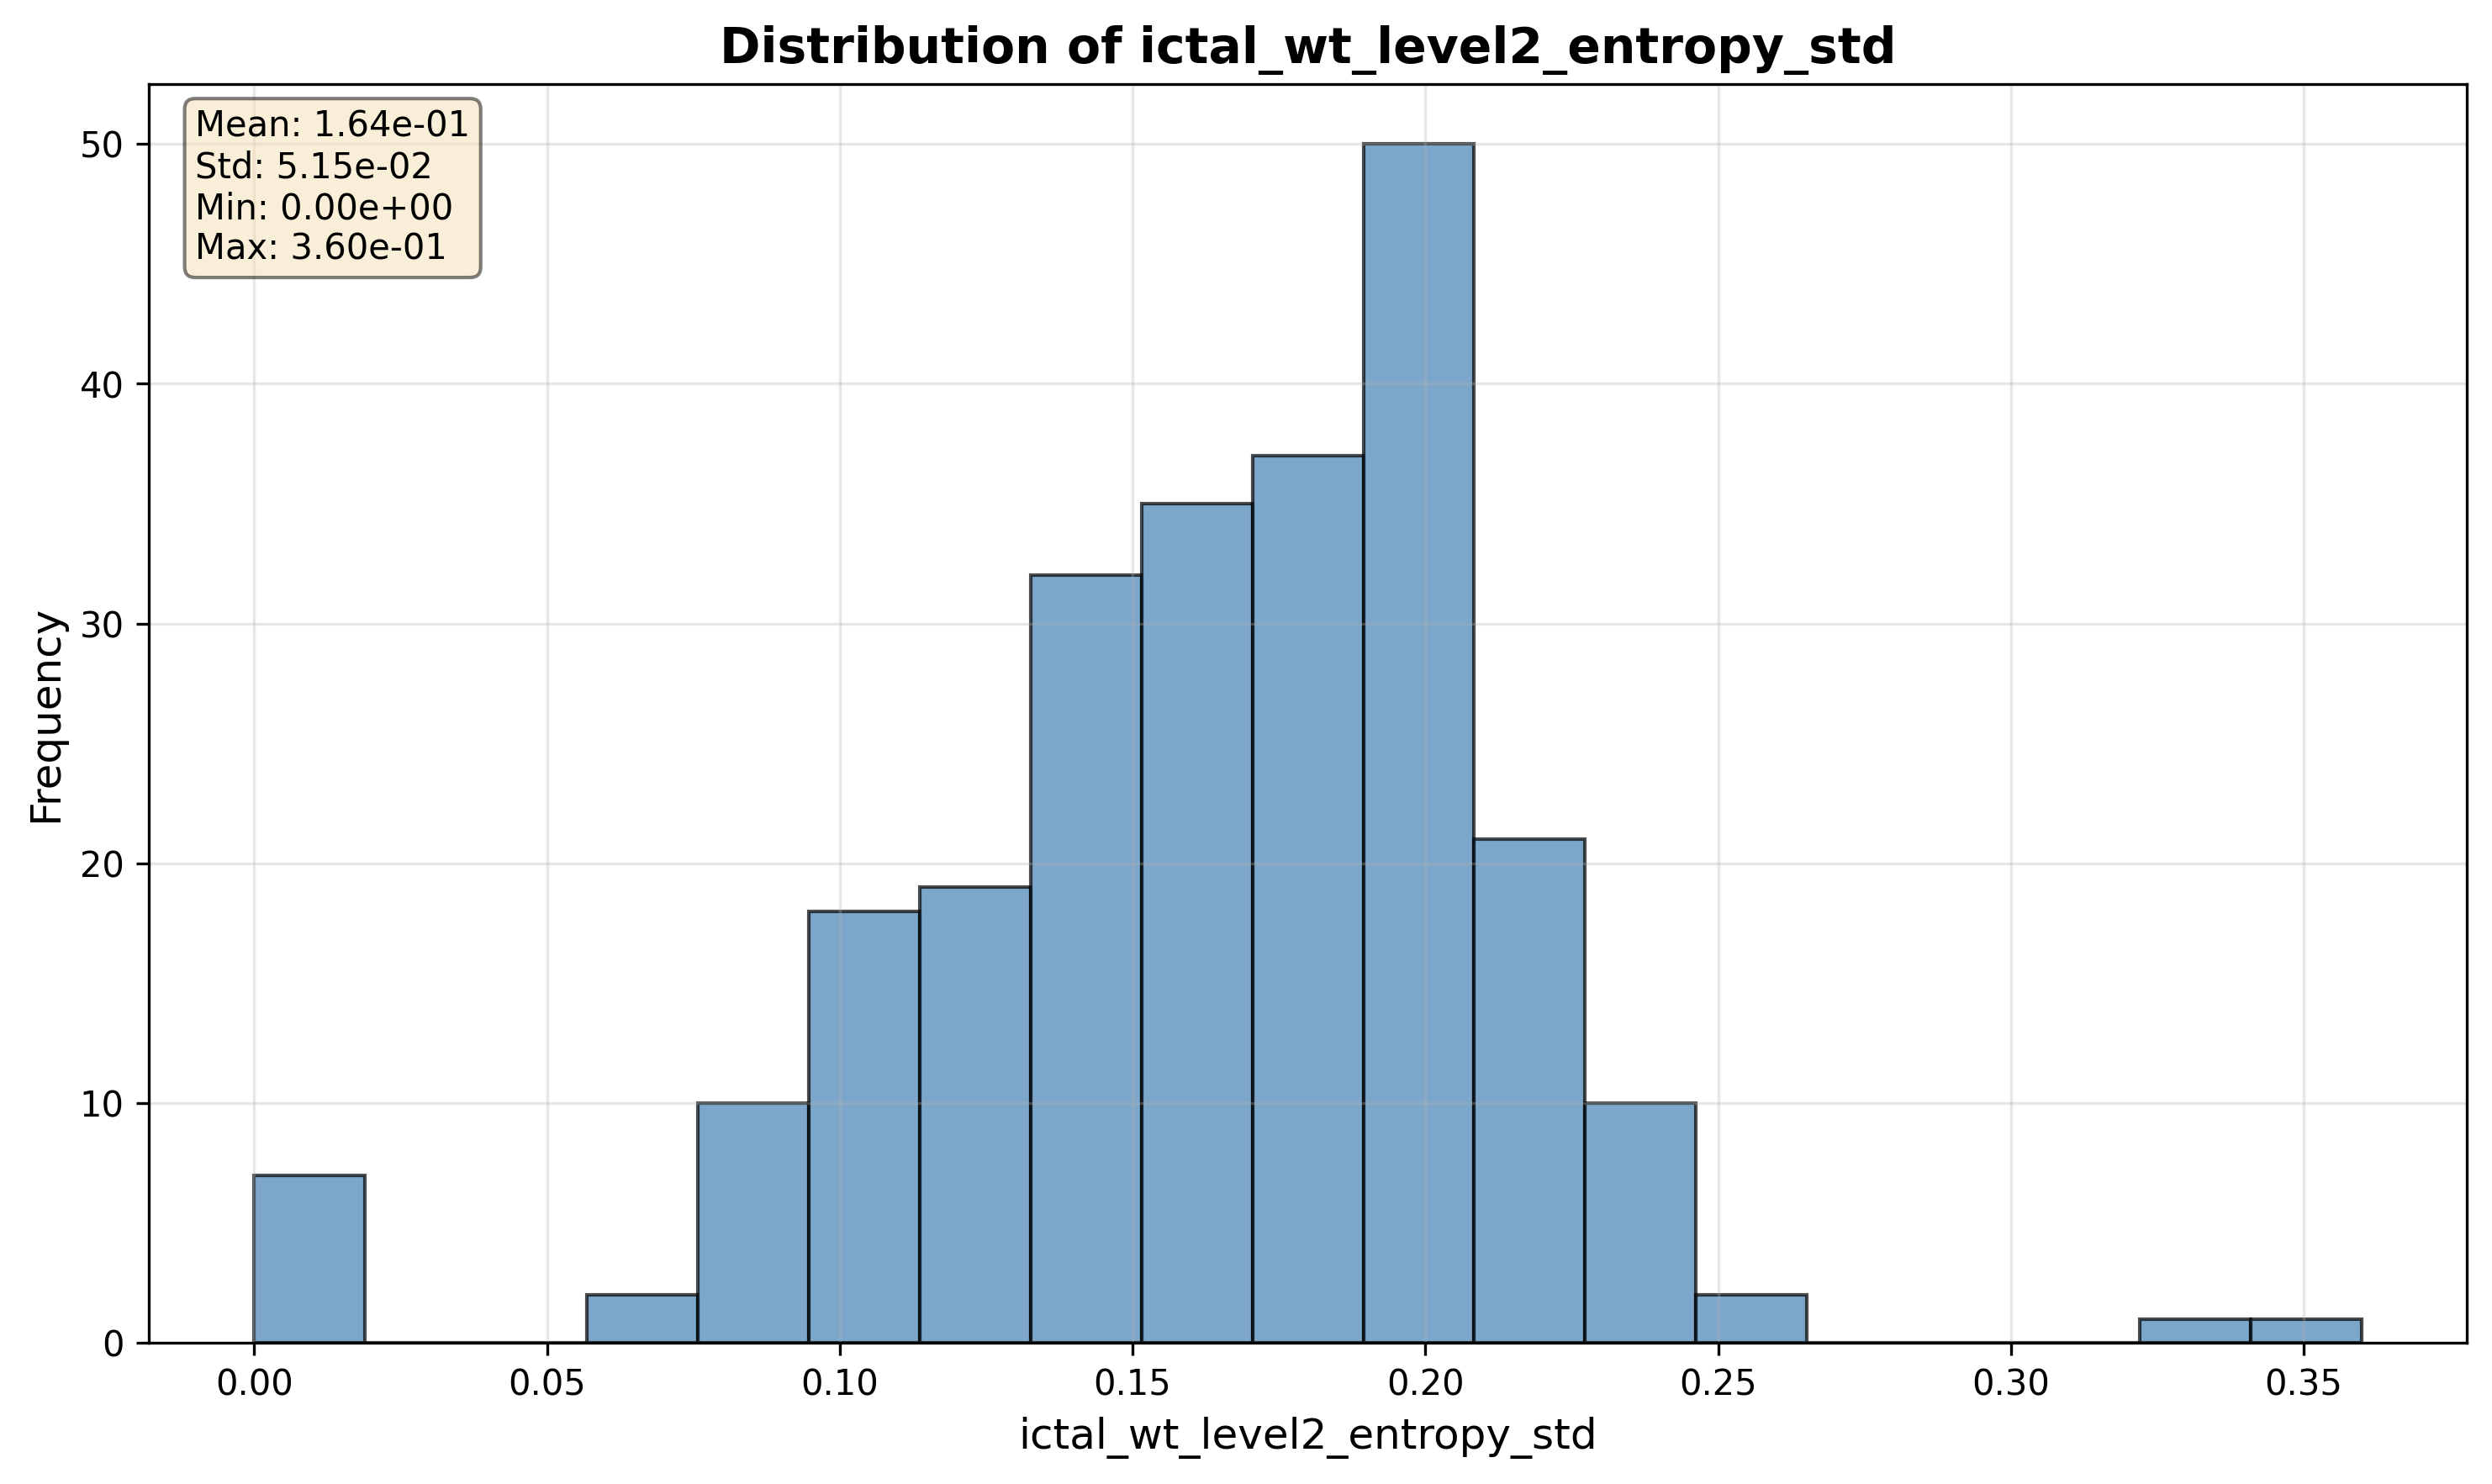 Distribution of ictal_wt_level2_entropy_std
Mean: 1.64e-01
Std: 5.15e-02
Min: 0.00e+00
Max: 3.60e-01
50
40
30
20
10
0
Frequency
0.00 0.05 0.10 0.15 0.20 0.25 0.30 0.35
ictal_wt_level2_entropy_std